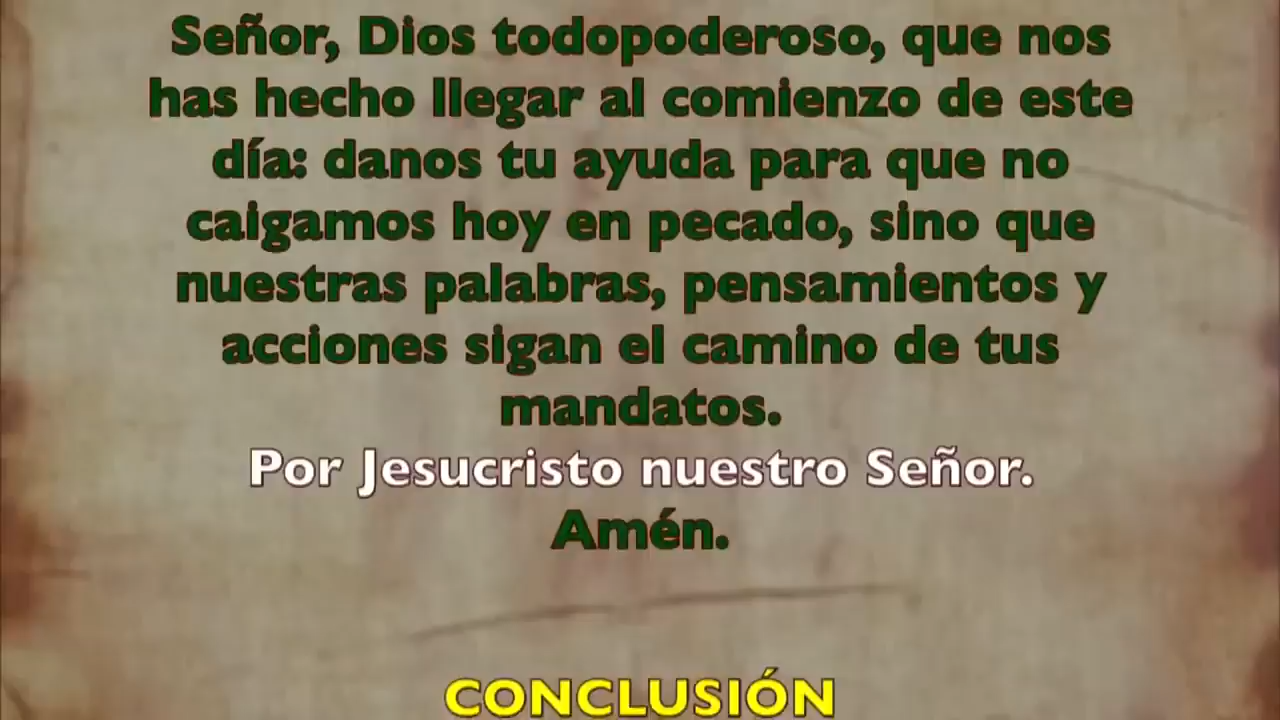 Señor, Dios todopoderoso, que nos
has hecho llegar al comienzo de este
día: danos tu ayuda para que no
caigamos hoy en pecado, sino que
nuestras palabras, pensamientos y
acciones sigan el camino de tus
mandatos.
Por Jesucristo nuestro Señor.
Amén.
CONCLUSIÓN